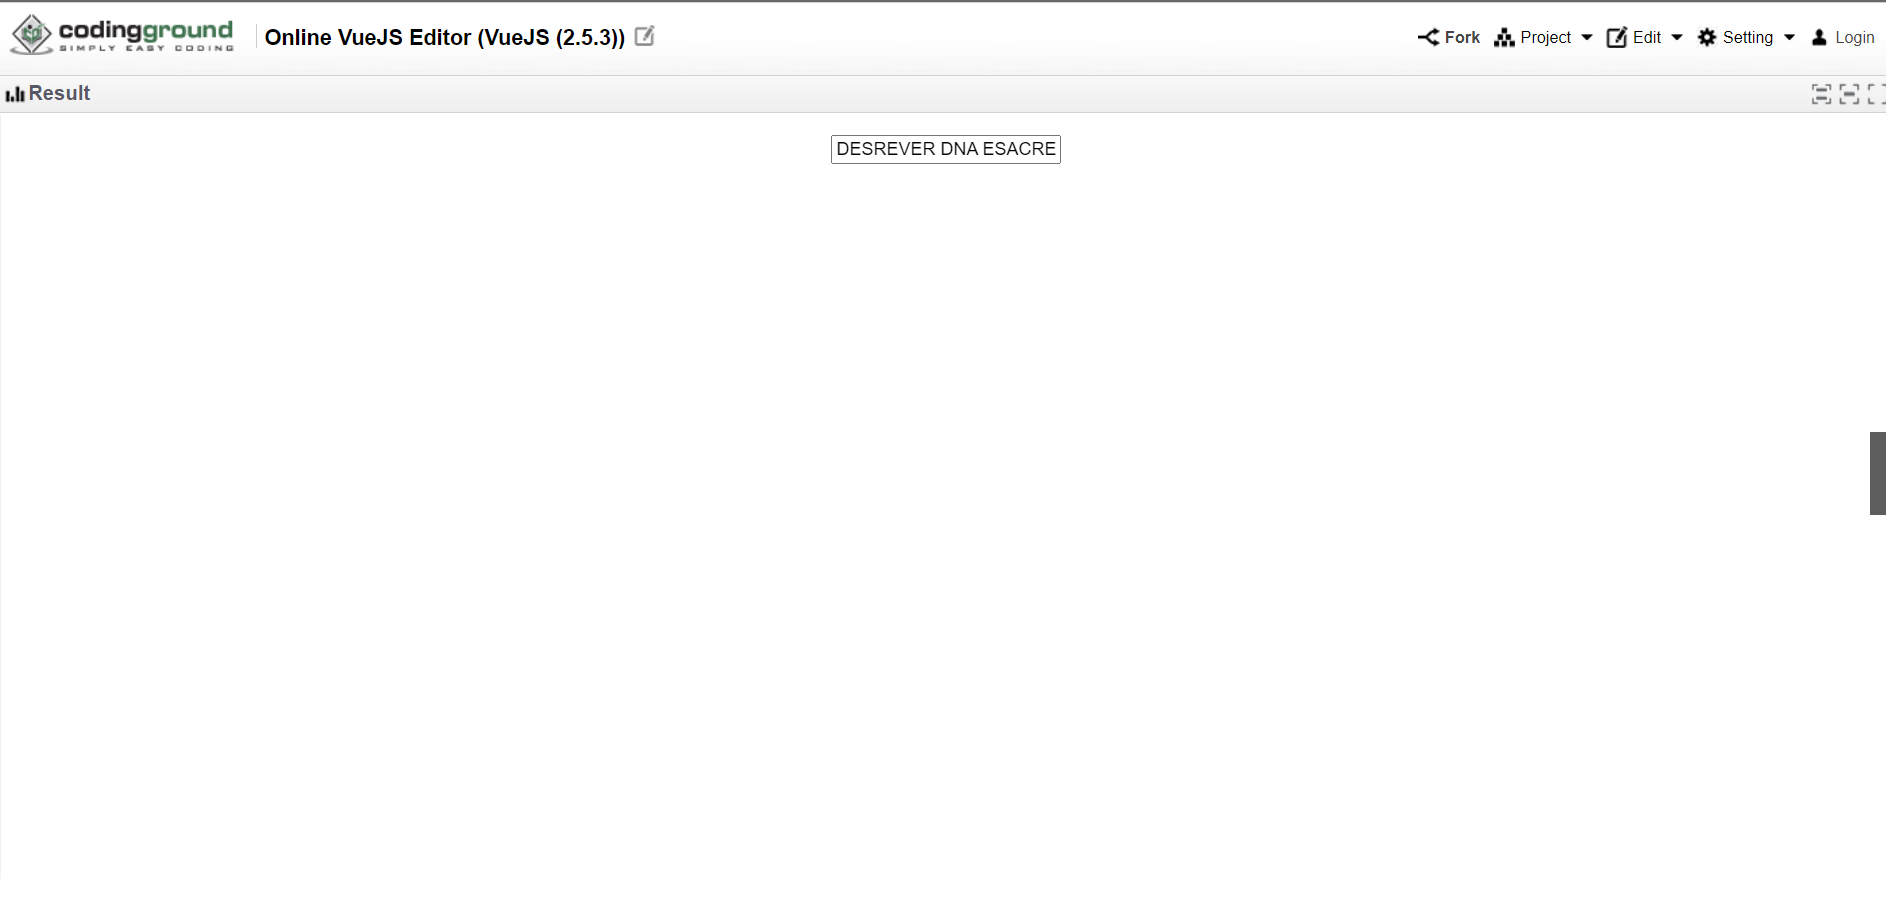 codingground
SIMPLY EASY CODING
Online VueJS Editor (VueJS (2.5.3))
Fork Project Edit Setting Login
Result
DESREVER DNA ESACRE